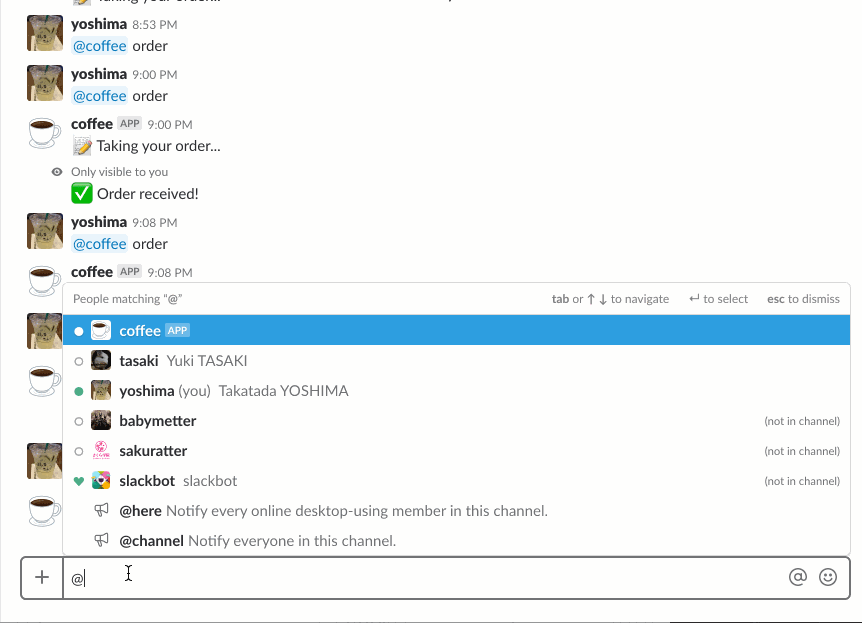 yoshima 8:53 PM
@coffee order
yoshima 9:00 PM
@coffee order
coffee APP 9:00 PM
Taking your order...
Only visible to you
Order received!
yoshima 9:08 PM
@coffee order
coffee APP 9:08 PM
People matching “@” tab or ↑ ↓ to navigate ↵ to select esc to dismiss
coffee APP
tasaki Yuki TASAKI
yoshima (you) Takatada YOSHIMA
babymetter (not in channel)
sakuratter (not in channel)
slackbot slackbot (not in channel)
@here Notify every online desktop-using member in this channel.
@channel Notify everyone in this channel.
@